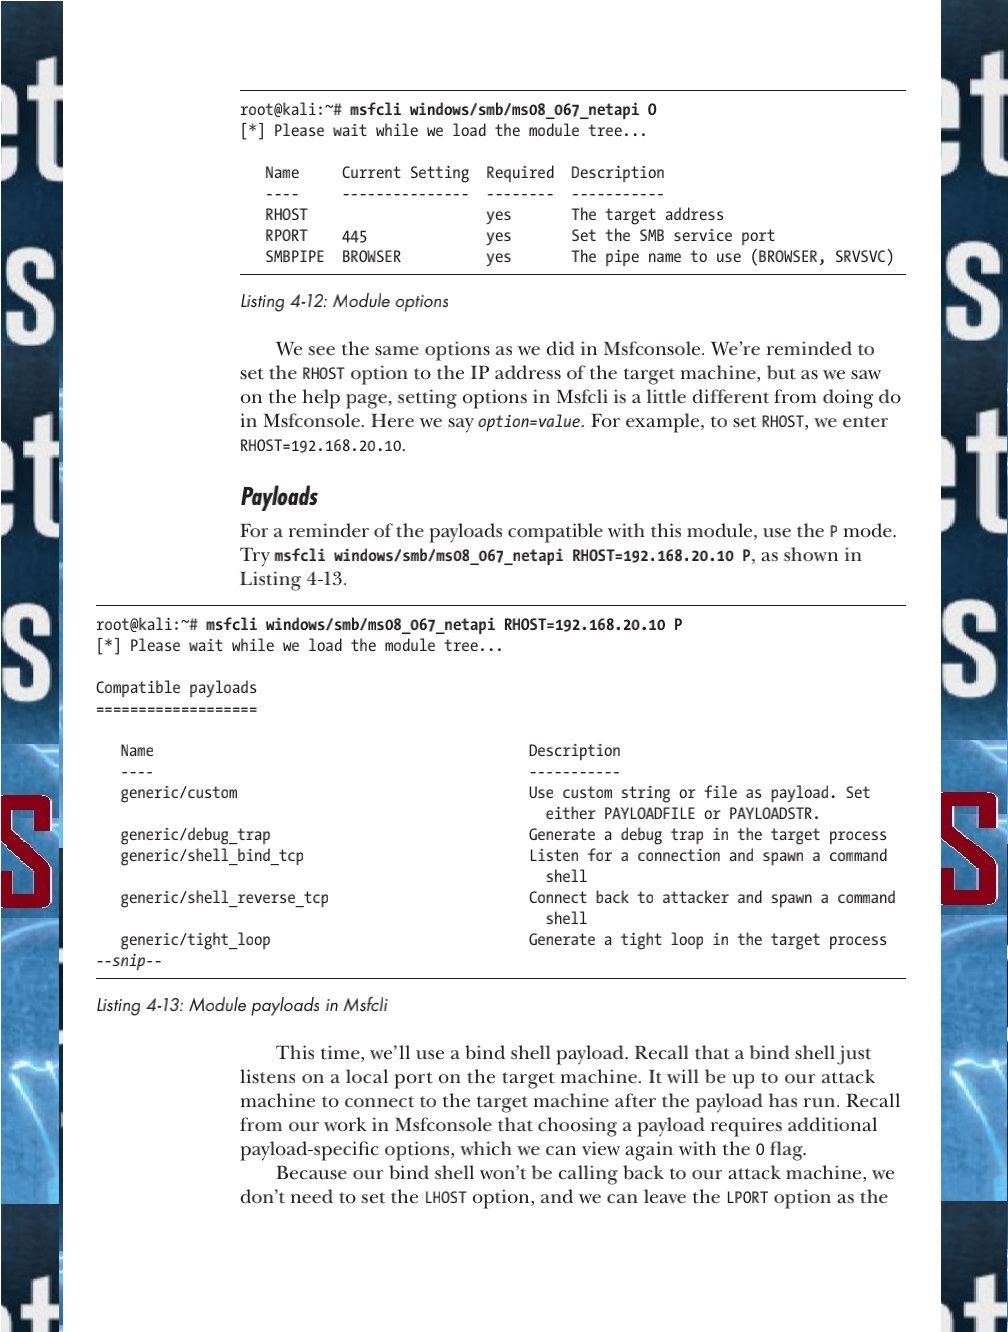 root@kali:~# msfcli windows/smb/ms08_067_netapi O
[*] Please wait while we load the module tree...
Name Current Setting Required Description
---- --------------- -------- -----------
RHOST yes The target address
RPORT 445 yes Set the SMB service port
SMBPIPE BROWSER yes The pipe name to use (BROWSER, SRVSVC)
Listing 4-12: Module options
We see the same options as we did in Msfconsole. We're reminded to
set the RHOST option to the IP address of the target machine, but as we saw
on the help page, setting options in Msfcli is a little different from doing do
in Msfconsole. Here we say option=value. For example, to set RHOST, we enter
RHOST=192.168.20.10.
Payloads
For a reminder of the payloads compatible with this module, use the P mode.
Try msfcli windows/smb/ms08_067_netapi RHOST=192.168.20.10 P, as shown in
Listing 4-13.
root@kali:~# msfcli windows/smb/ms08_067_netapi RHOST=192.168.20.10 P
[*] Please wait while we load the module tree...
Compatible payloads
===================
Name Description
---- -----------
generic/custom Use custom string or file as payload. Set
either PAYLOADFILE or PAYLOADSTR.
generic/debug_trap Generate a debug trap in the target process
generic/shell_bind_tcp Listen for a connection and spawn a command
shell
generic/shell_reverse_tcp Connect back to attacker and spawn a command
shell
generic/tight_loop Generate a tight loop in the target process
--snip--
Listing 4-13: Module payloads in Msfcli
This time, we'll use a bind shell payload. Recall that a bind shell just
listens on a local port on the target machine. It will be up to our attack
machine to connect to the target machine after the payload has run. Recall
from our work in Msfconsole that choosing a payload requires additional
payload-specific options, which we can view again with the O flag.
Because our bind shell won't be calling back to our attack machine, we
don't need to set the LHOST option, and we can leave the LPORT option as the